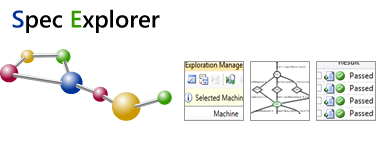 Spec Explorer
Exploration Manage
Selected Machin
Machine
Result
Passed
Passed
Passed
Passed